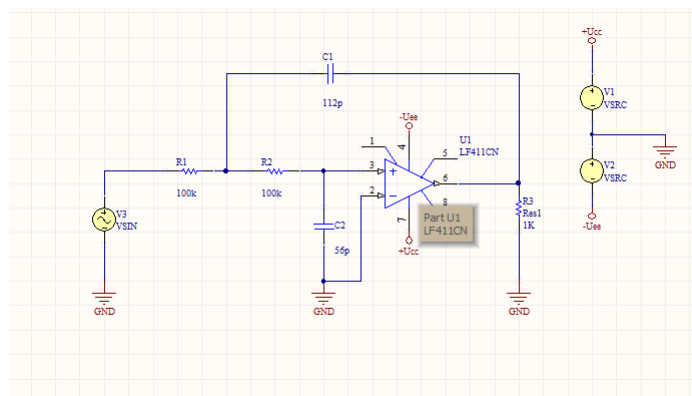 +Ucc
C1
V1
VSRC
112p
-Uee
U1
LF411CN
GND
R1
R2
1
4
5
3
+
6
V2
VSRC
100k
100k
2
-
8
R3
Res1
1K
V3
VSIN
C2
Part U1
LF411CN
7
-Uee
56p
+Ucc
GND
GND
GND